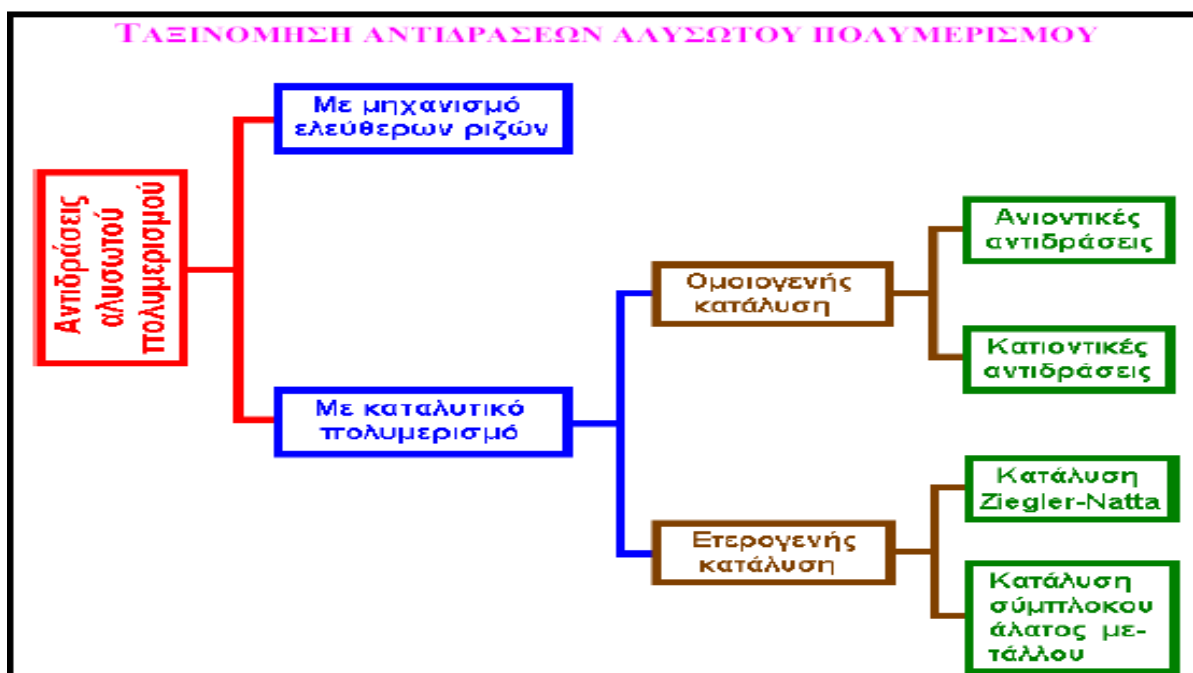 ΤΑΞΙΝΟΜΗΣΗ ΑΝΤΙΔΡΑΣΕΩΝ ΑΛΥΣΩΤΟΥ ΠΟΛΥΜΕΡΙΣΜΟΥ
Αντιδράσεις
αλυσωτού
πολυμερισμού
Με μηχανισμό
ελεύθερων ριζών
Με καταλυτικό
πολυμερισμό
Ομοιογενής
κατάλυση
Ετερογενής
κατάλυση
Ανιοντικές
αντιδράσεις
Κατιοντικές
αντιδράσεις
Κατάλυση
Ziegler-Natta
Κατάλυση
σύμπλοκου
άλατος με-
τάλλου